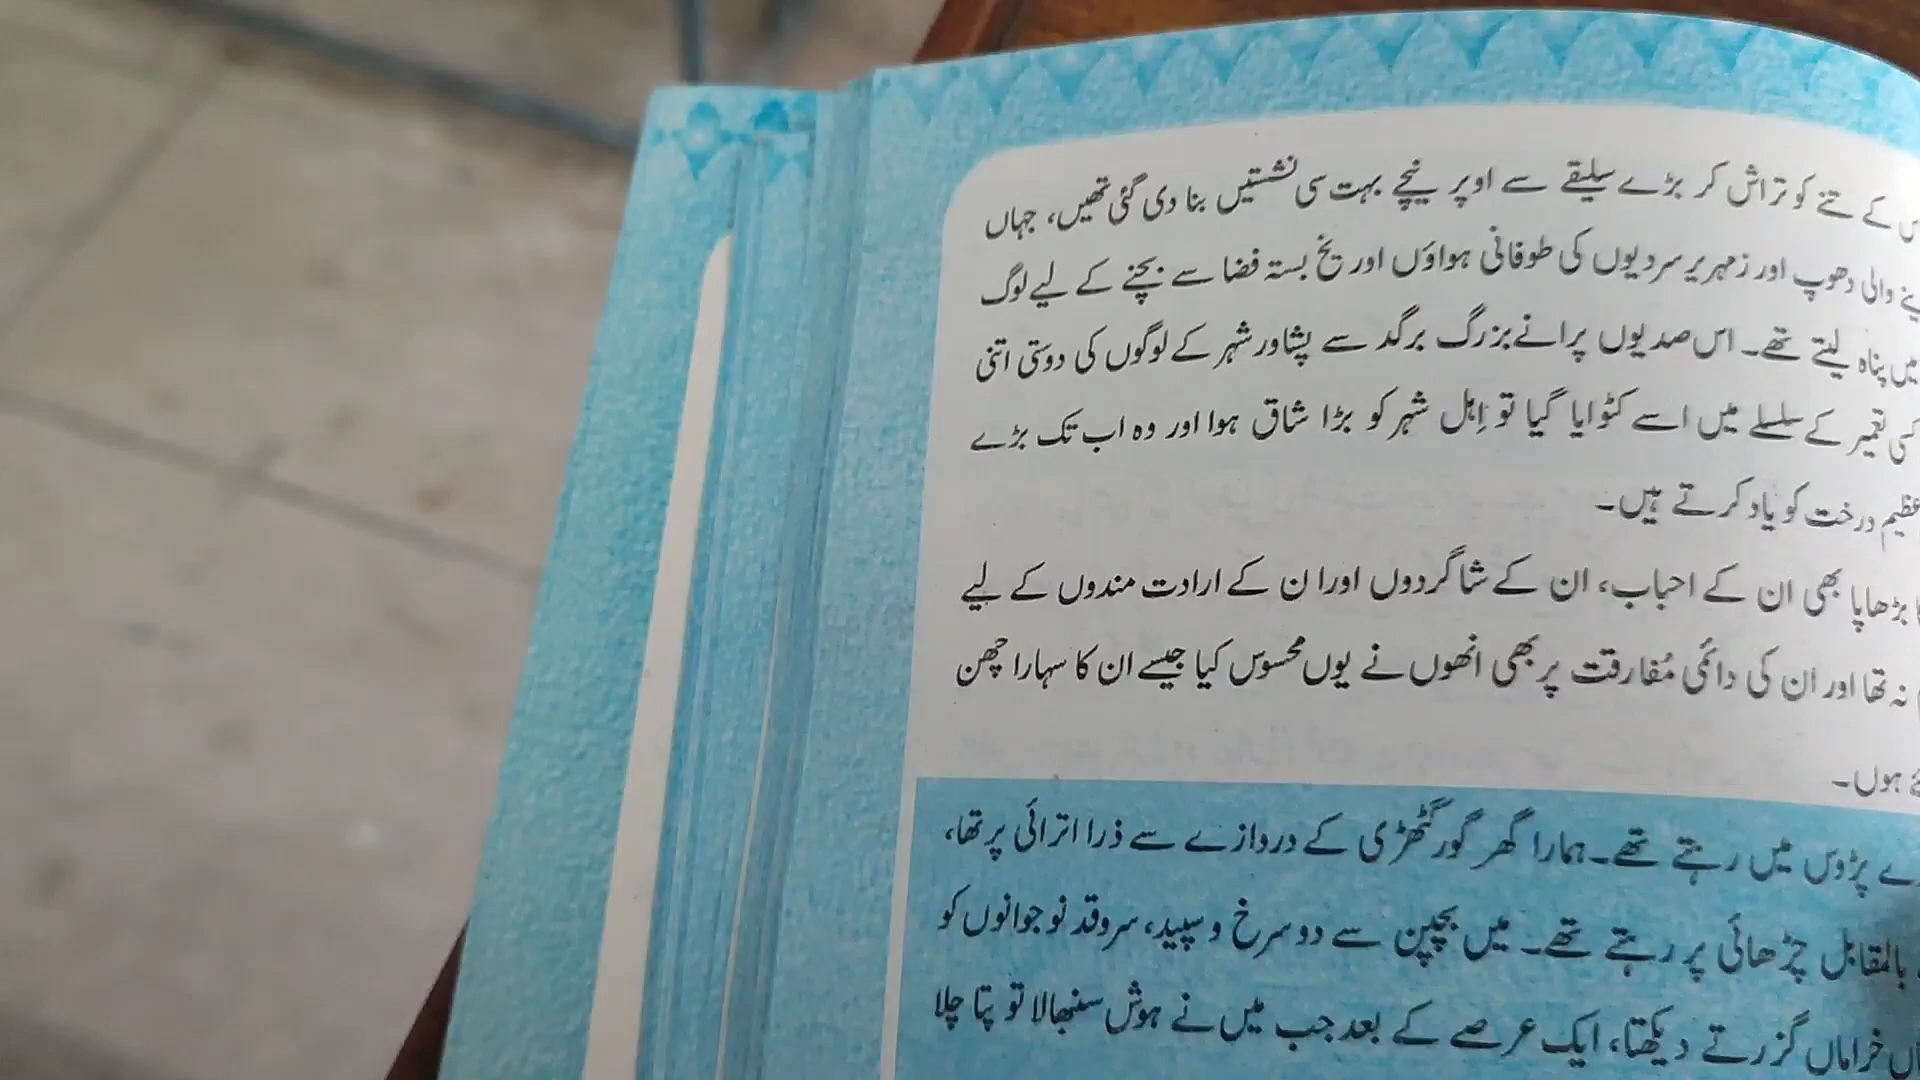 کے تنے کو تراش کر بڑے سلیقے سے اوپر نیچے بہت سی نشستیں بنا دی گئی تھیں، جہاں
والی دھوپ اور زمہریر سردیوں کی طوفانی ہواؤں اور یخ بستہ فضا سے بچنے کے لیے لوگ
میں پناہ لیتے تھے۔ اس صدیوں پرانے بزرگ برگد سے پشاور شہر کے لوگوں کی دوستی اتنی
کی تعمیر کے سلسلے میں اسے کٹوایا گیا تو اہلِ شہر کو بڑا شاق ہوا اور وہ اب تک بڑے
عظیم درخت کو یاد کرتے ہیں۔
بڑھاپا بھی ان کے احباب، ان کے شاگردوں اور ان کے ارادت مندوں کے لیے
نہ تھا اور ان کی دائمی مُفارقت پر بھی انھوں نے یوں محسوس کیا جیسے ان کا سہارا چھن
ہوں۔
پڑوس میں رہتے تھے۔ ہمارا گھر گورگٹھڑی کے دروازے سے ذرا اترائی پر تھا،
بالمقابل چڑھائی پر رہتے تھے۔ میں بچپن سے دو سرخ و سپید، سرو قد نوجوانوں کو
خراماں گزرتے دیکھتا، ایک عرصے کے بعد جب میں نے ہوش سنبھالا تو پتا چلا